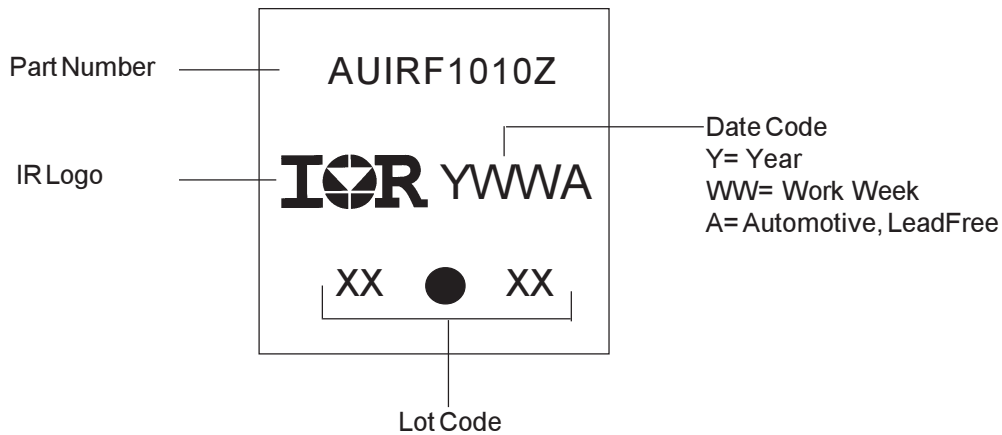 Part Number
AUIRF1010Z
Date Code
Y= Year
WW= Work Week
A= Automotive, LeadFree
IR Logo
IOR YWWA
XX XX
Lot Code